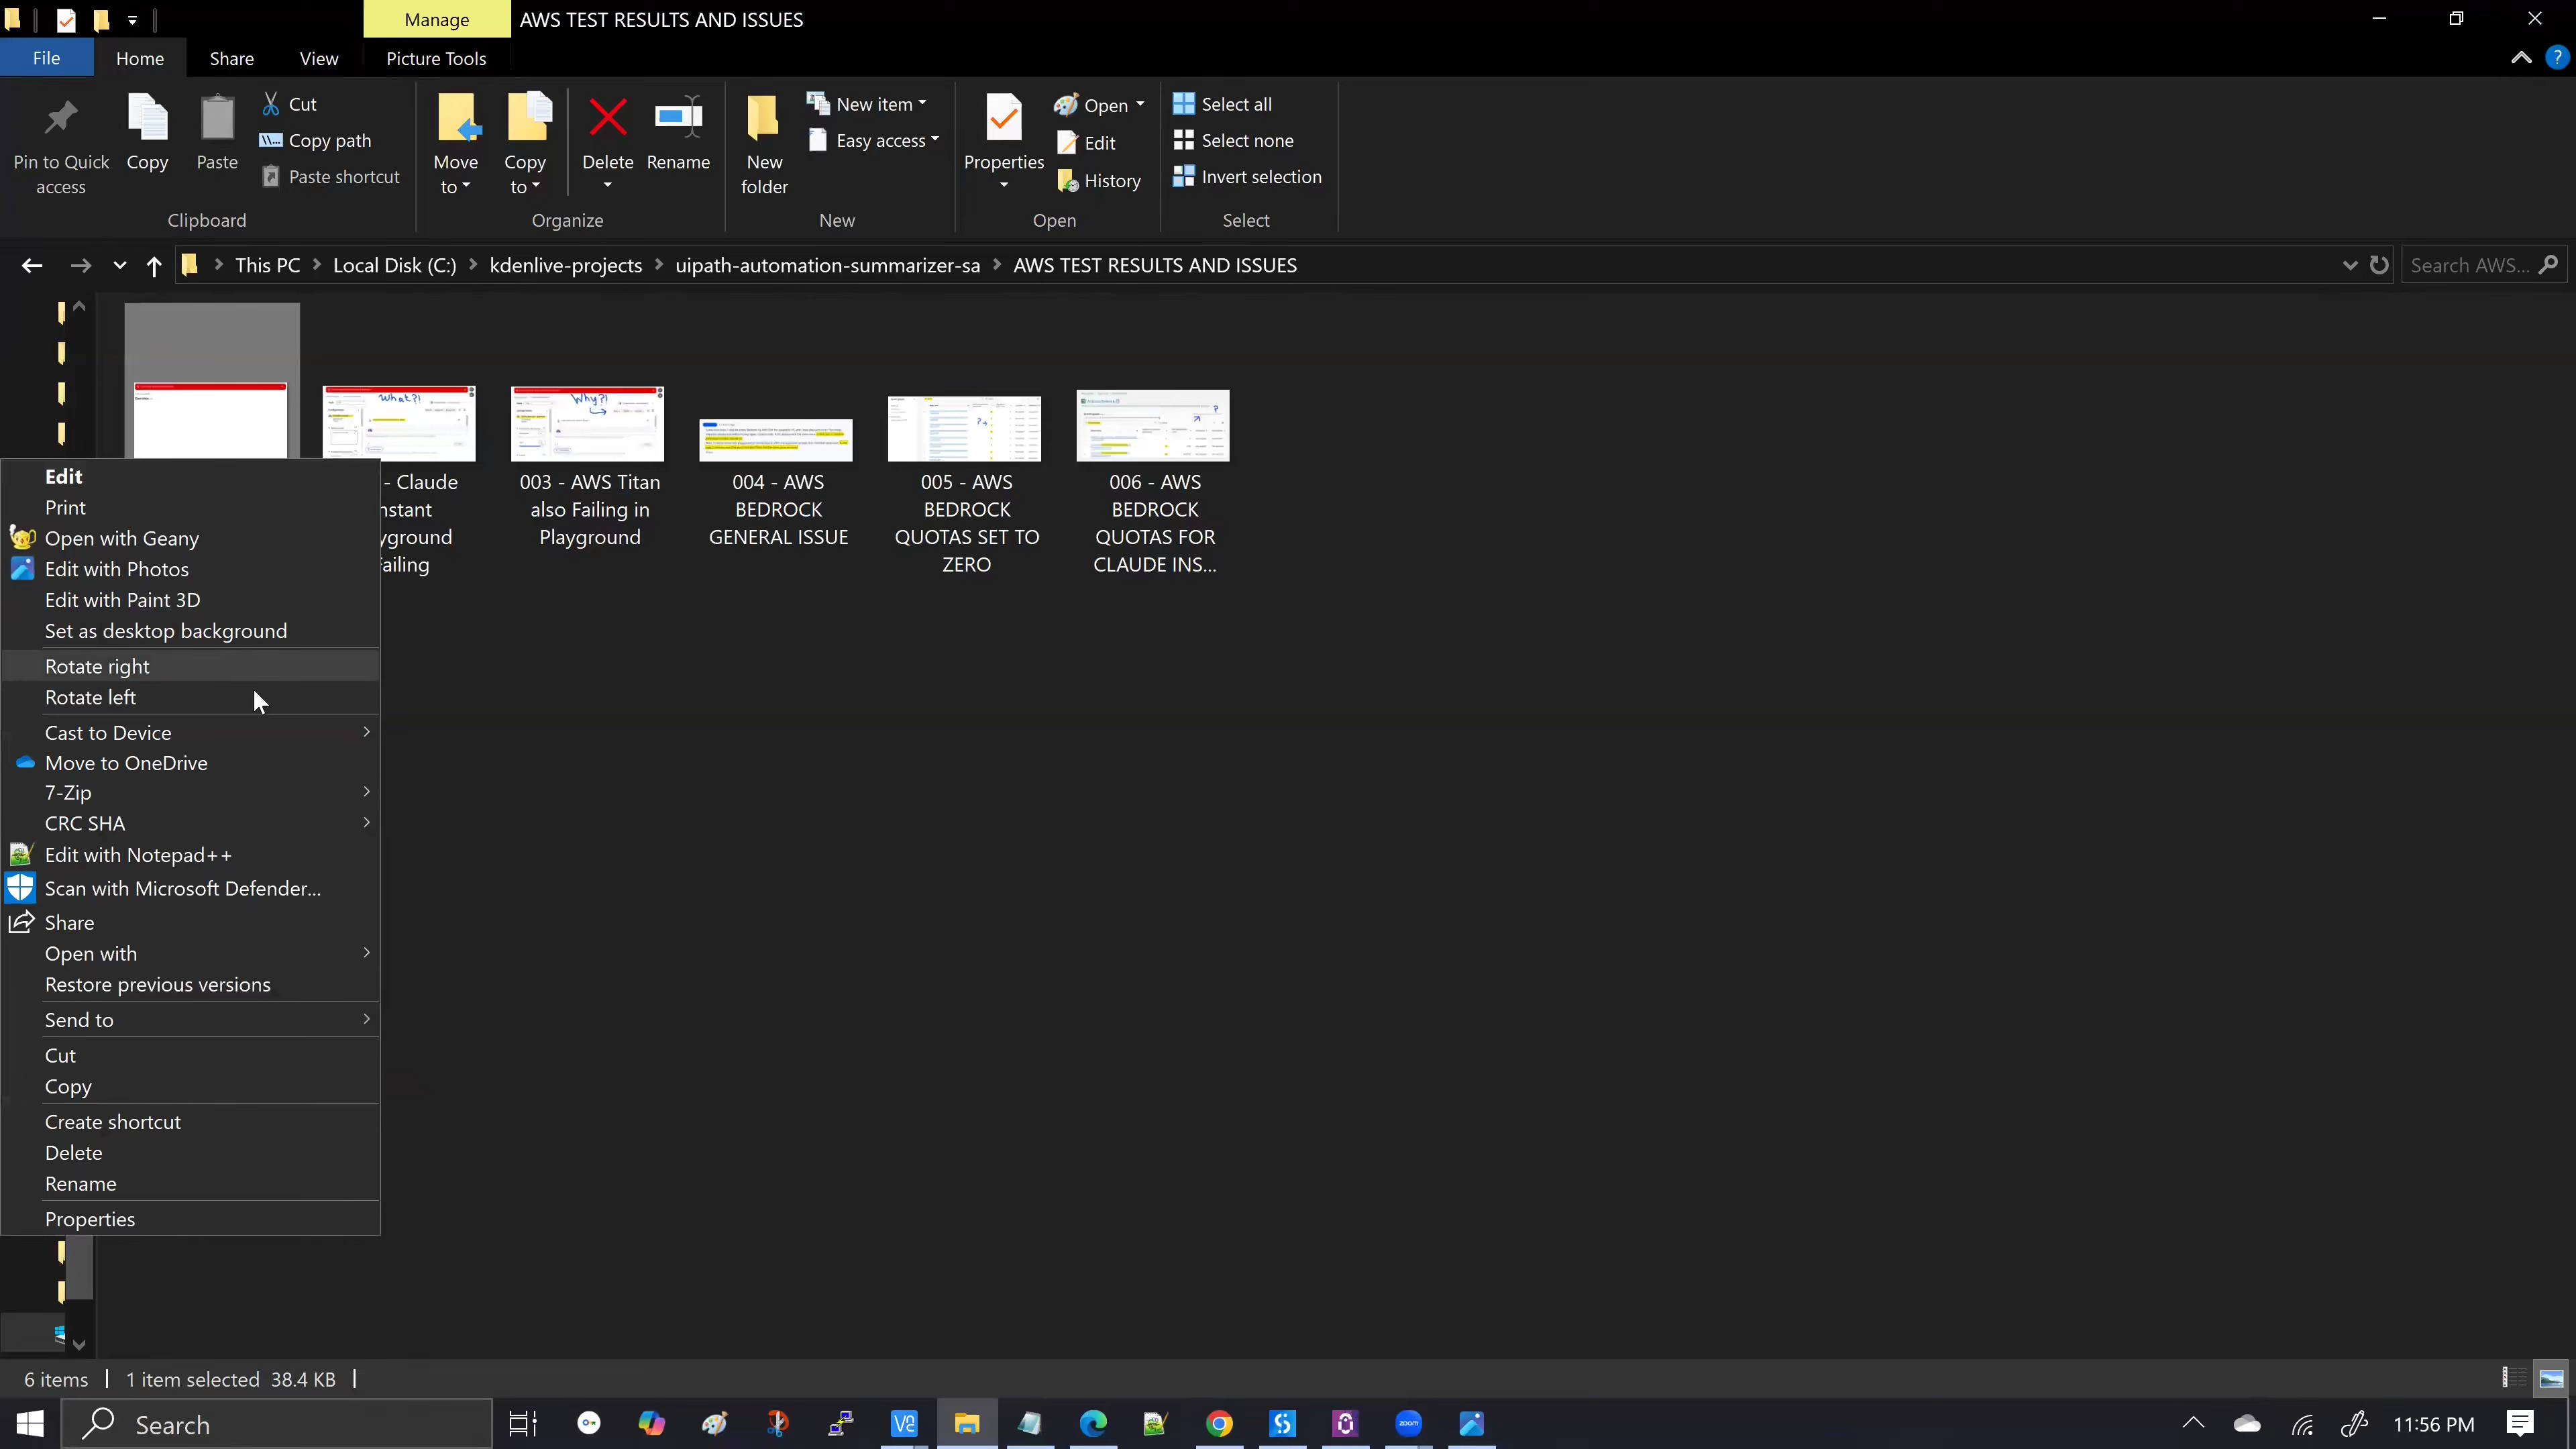 Manage
AWS TEST RESULTS AND ISSUES
File
Home
Share
View
Picture Tools
Pin to Quick access
Copy
Paste
Cut
Copy path
Paste shortcut
Clipboard
Move to
Copy to
Delete
Rename
Organize
New folder
New item
Easy access
New
Properties
Open
Edit
History
Open
Select all
Select none
Invert selection
Select
This PC
Local Disk (C:)
kdenlive-projects
uipath-automation-summarizer-sa
AWS TEST RESULTS AND ISSUES
Search AWS...
What?!
Why?!
- Claude
nstant
yground
ailing
003 - AWS Titan
also Failing in
Playground
004 - AWS
BEDROCK
GENERAL ISSUE
005 - AWS
BEDROCK
QUOTAS SET TO
ZERO
006 - AWS
BEDROCK
QUOTAS FOR
CLAUDE INS...
Edit
Print
Open with Geany
Edit with Photos
Edit with Paint 3D
Set as desktop background
Rotate right
Rotate left
Cast to Device
Move to OneDrive
7-Zip
CRC SHA
Edit with Notepad++
Scan with Microsoft Defender...
Share
Open with
Restore previous versions
Send to
Cut
Copy
Create shortcut
Delete
Rename
Properties
6 items
1 item selected 38.4 KB
Search
zoom
11:56 PM